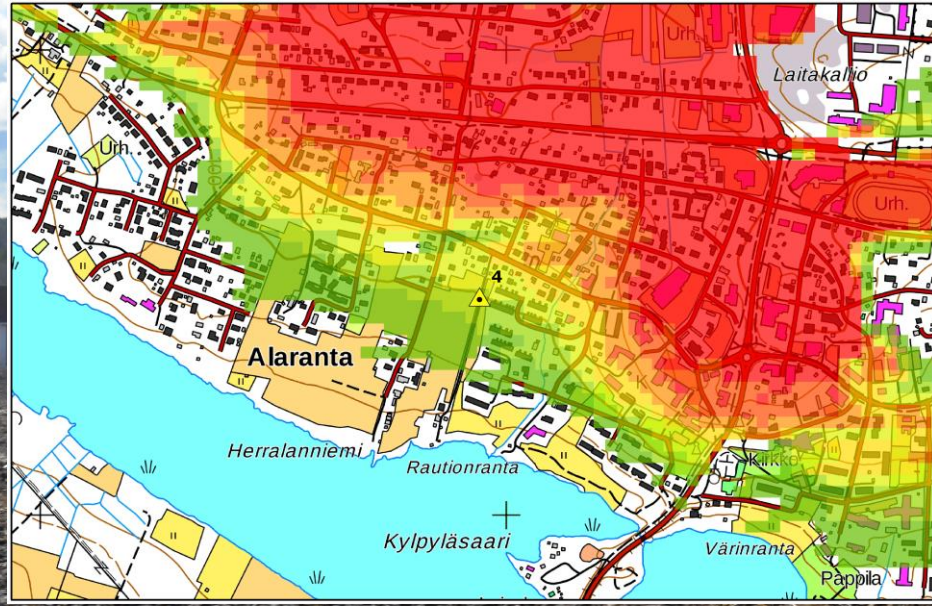 Urh.
Laitakallio
Urh.
Urh.
4
Alaranta
K
Herralanniemi
Rautionranta
Kirkko
Kylpyläsaari
Värinranta
Pappila